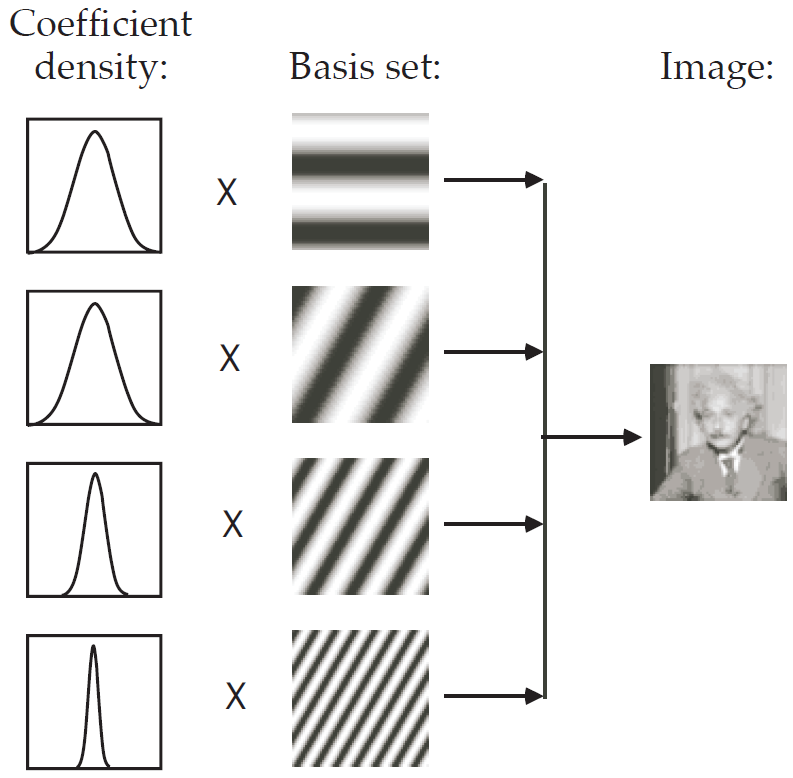 Coefficient
density:
Basis set:
Image:
X
X
X
X